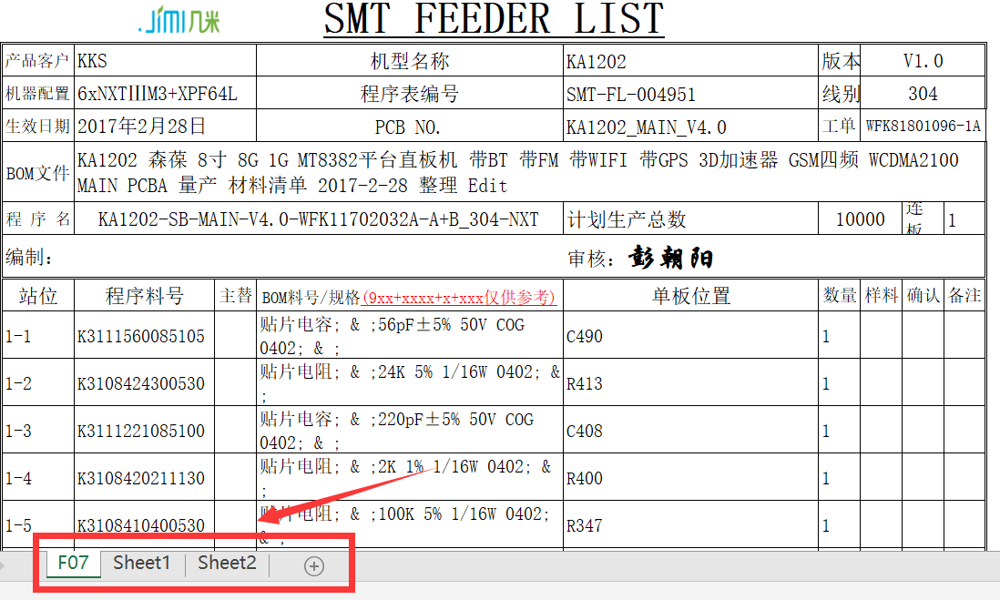 JIMI几米
SMT FEEDER LIST
产品客户 KKS 机型名称 KA1202 版本 V1.0
机器配置 6xNXTⅢM3+XPF64L 程序表编号 SMT-FL-004951 线别 304
生效日期 2017年2月28日 PCB NO. KA1202_MAIN_V4.0 工单 WFK81801096-1A
BOM文件 KA1202 森葆 8寸 8G 1G MT8382平台直板机 带BT 带FM 带WIFI 带GPS 3D加速器 GSM四频 WCDMA2100
MAIN PCBA 量产 材料清单 2017-2-28 整理 Edit
程 序 名 KA1202-SB-MAIN-V4.0-WFK11702032A-A+B_304-NXT 计划生产总数 10000 连板 1
编制: 审核: 彭朝阳
站位 程序料号 主替 BOM料号/规格(9xx+xxxx+x+xxx仅供参考) 单板位置 数量 样料 确认 备注
1-1 K3111560085105 贴片电容; & ;56pF±5% 50V COG
0402; & ; C490 1
1-2 K3108424300530 贴片电阻; & ;24K 5% 1/16W 0402; &
; R413 1
1-3 K3111221085100 贴片电容; & ;220pF±5% 50V COG
0402; & ; C408 1
1-4 K3108420211130 贴片电阻; & ;2K 1% 1/16W 0402; &
; R400 1
1-5 K3108410400530 贴片电阻; & ;100K 5% 1/16W 0402;
& ; R347 1
F07 Sheet1 Sheet2